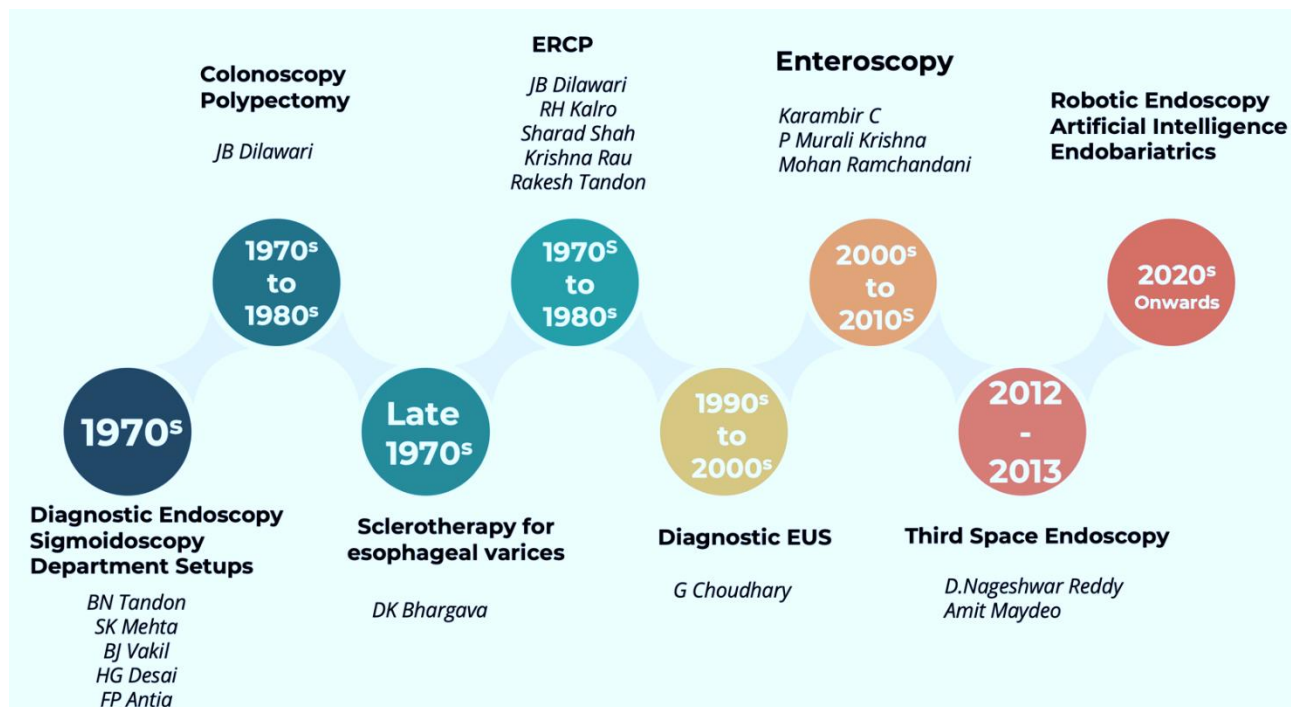 Colonoscopy
Polypectomy
JB Dilawari
ERCP
JB Dilawari
RH Kalro
Sharad Shah
Krishna Rau
Rakesh Tandon
Enteroscopy
Karambir C
P Murali Krishna
Mohan Ramchandani
Robotic Endoscopy
Artificial Intelligence
Endobariatrics
1970s
to
1980s
1970S
to
1980s
2000s
to
2010S
2020s
Onwards
1970s
Late
1970s
1990s
to
2000s
2012
-
2013
Diagnostic Endoscopy
Sigmoidoscopy
Department Setups
BN Tandon
SK Mehta
BJ Vakil
HG Desai
FP Antia
Sclerotherapy for
esophageal varices
DK Bhargava
Diagnostic EUS
G Choudhary
Third Space Endoscopy
D.Nageshwar Reddy
Amit Maydeo